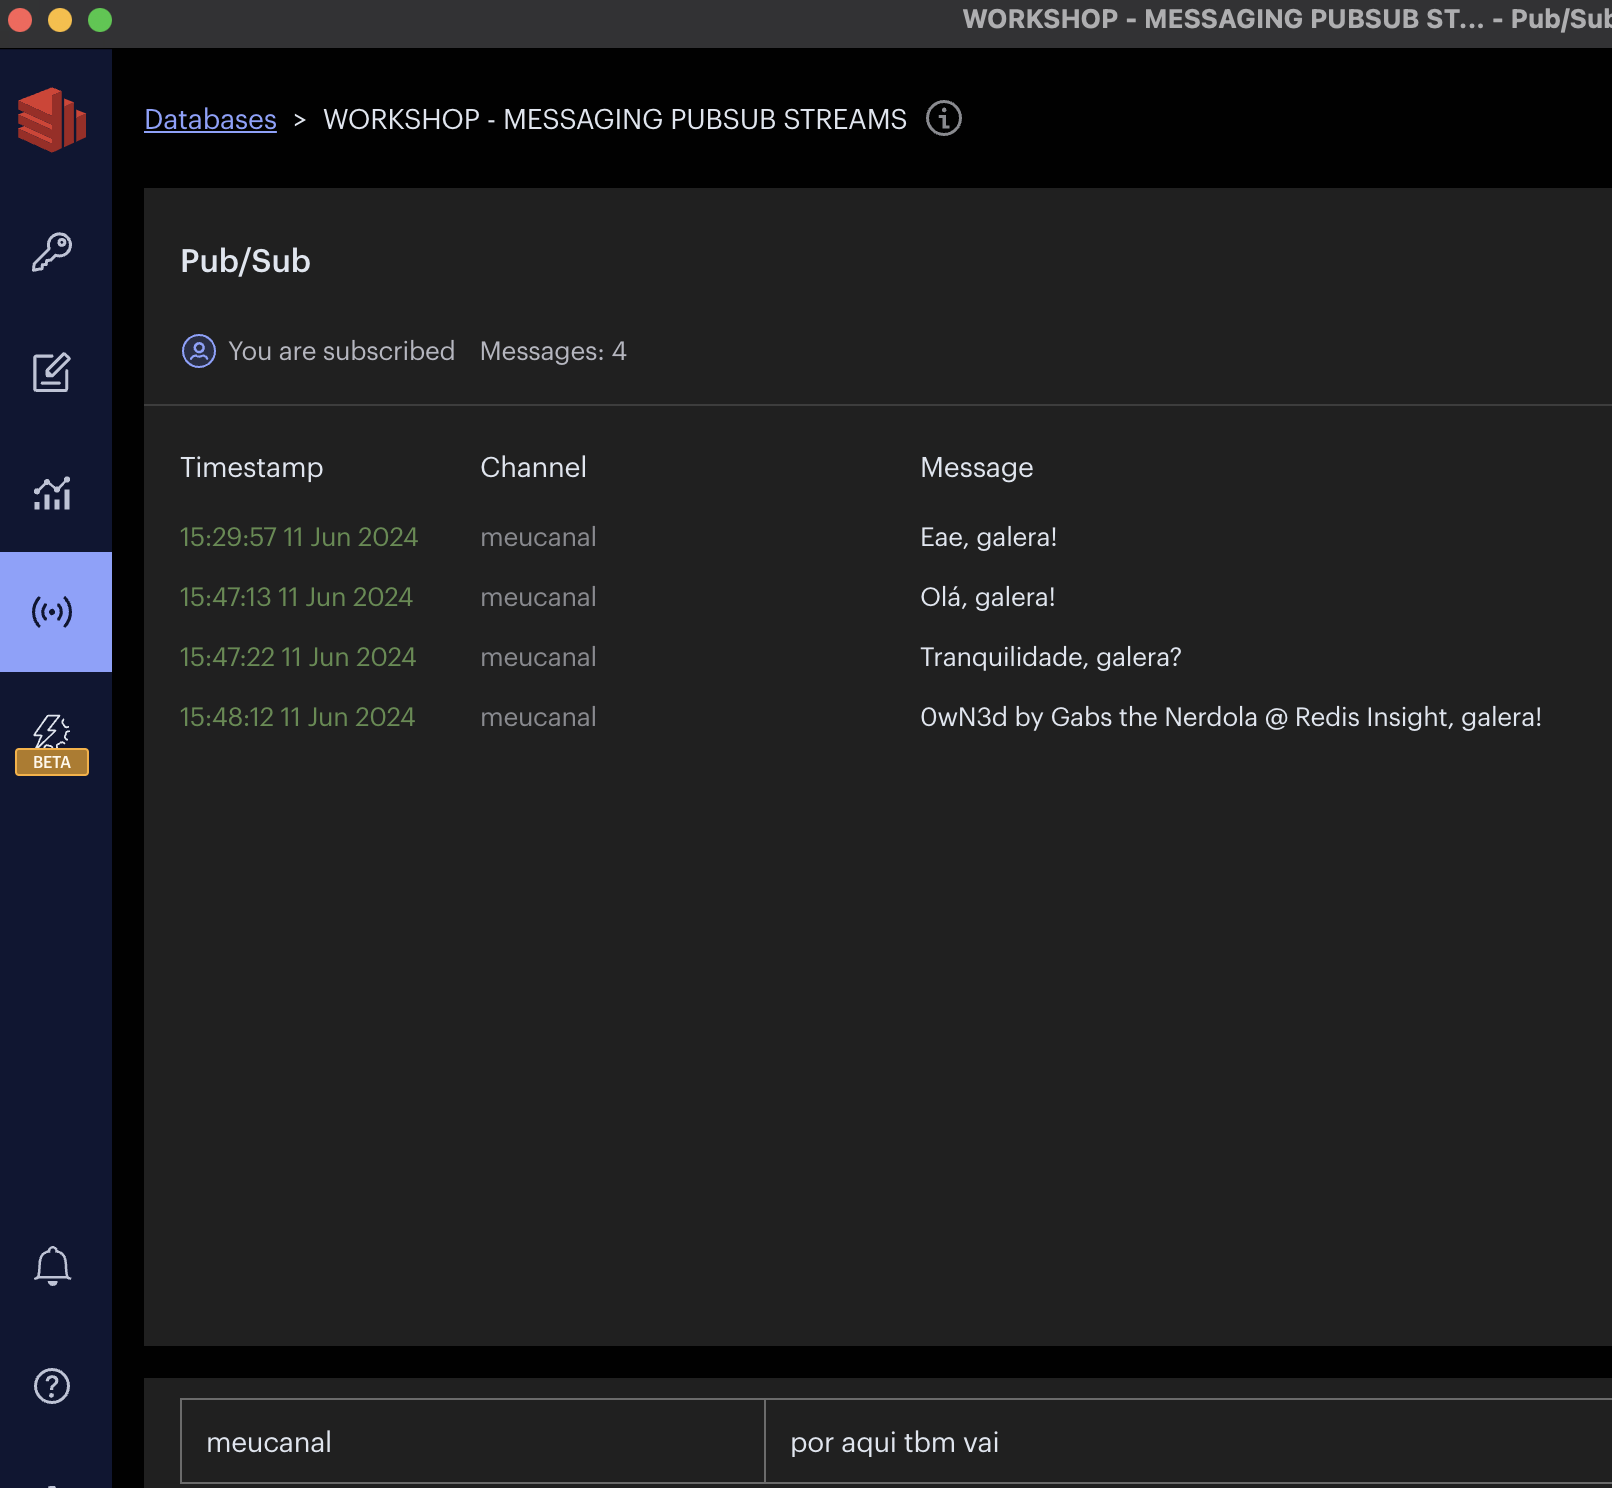 WORKSHOP - MESSAGING PUBSUB ST... - Pub/Sub
Databases > WORKSHOP - MESSAGING PUBSUB STREAMS
Pub/Sub
You are subscribed Messages: 4
Timestamp Channel Message
15:29:57 11 Jun 2024 meucanal Eae, galera!
15:47:13 11 Jun 2024 meucanal Olá, galera!
15:47:22 11 Jun 2024 meucanal Tranquilidade, galera?
15:48:12 11 Jun 2024 meucanal 0wN3d by Gabs the Nerdola @ Redis Insight, galera!
BETA
meucanal por aqui tbm vai